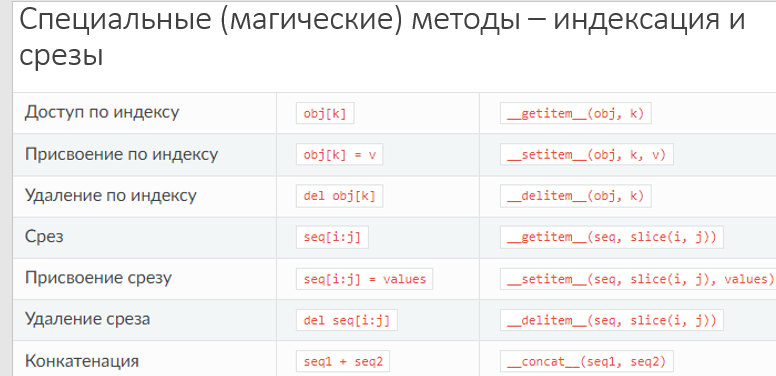 Специальные (магические) методы – индексация и
срезы
Доступ по индексу obj[k] __getitem__(obj, k)
Присвоение по индексу obj[k] = v __setitem__(obj, k, v)
Удаление по индексу del obj[k] __delitem__(obj, k)
Срез seq[i:j] __getitem__(seq, slice(i, j))
Присвоение срезу seq[i:j] = values __setitem__(seq, slice(i, j), values)
Удаление среза del seq[i:j] __delitem__(seq, slice(i, j))
Конкатенация seq1 + seq2 __concat__(seq1, seq2)